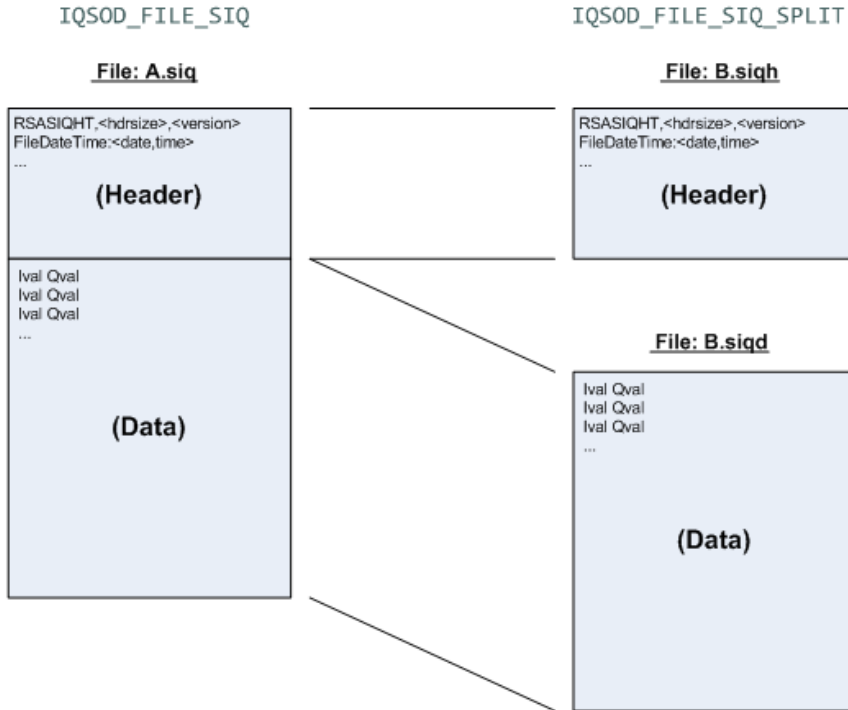 IQSOD_FILE_SIQ
File: A.siq
RSASIQHT,<hdrsize>,<version>
FileDateTime:<date,time>
...
(Header)
Ival Qval
Ival Qval
Ival Qval
...
(Data)
IQSOD_FILE_SIQ_SPLIT
File: B.siqh
RSASIQHT,<hdrsize>,<version>
FileDateTime:<date,time>
...
(Header)
File: B.siqd
Ival Qval
Ival Qval
Ival Qval
...
(Data)